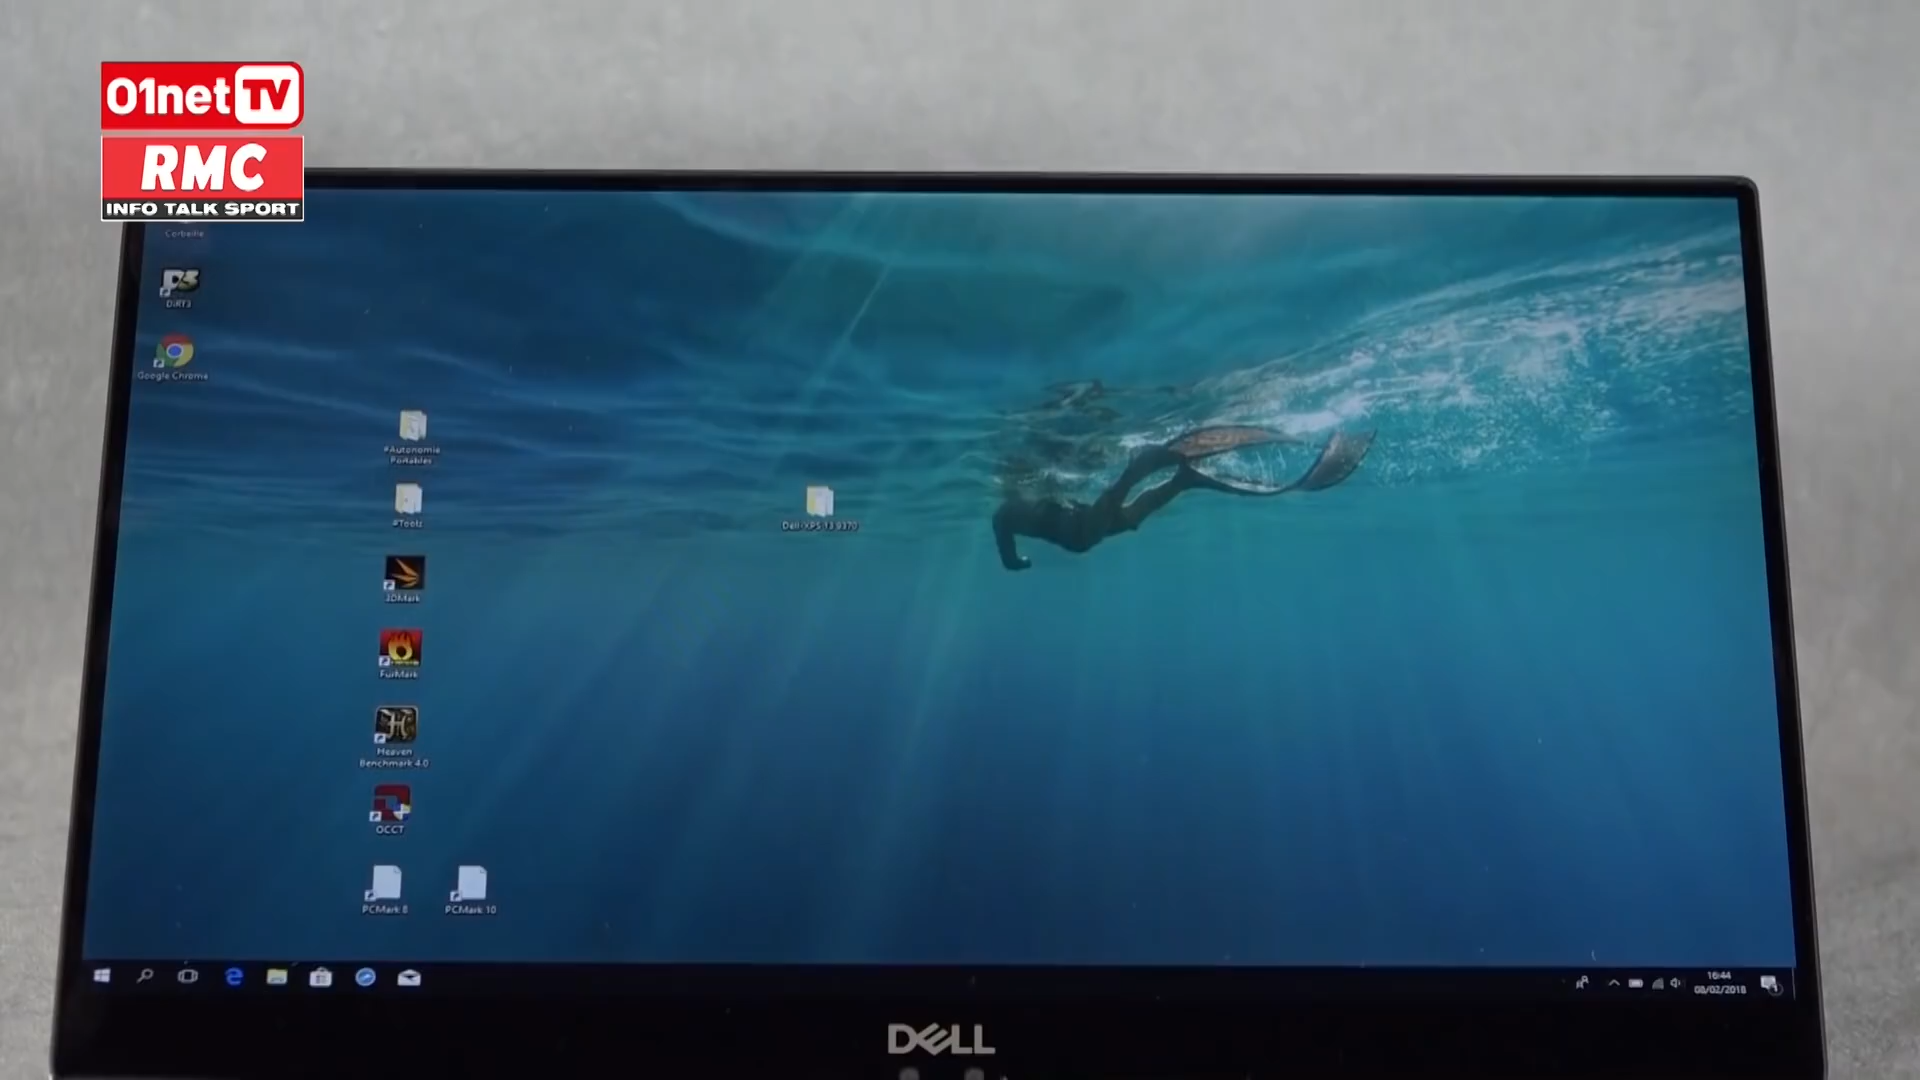 01net TV
RMC
INFO TALK SPORT
Corbeille
DiRT3
Google Chrome
#Autonomie
Portables
#Tools
3DMark
FurMark
Heaven
Benchmark 4.0
OCCT
PCMark 8
PCMark 10
Dell-XPS 13 9370
16:44
08/02/2018
DELL